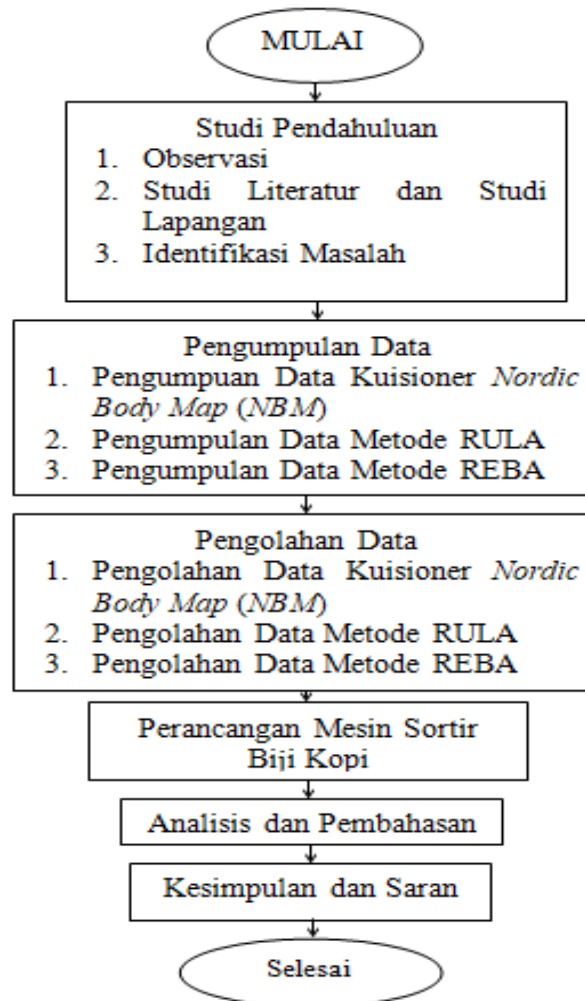 MULAI
Studi Pendahuluan
1. Observasi
2. Studi Literatur dan Studi
Lapangan
3. Identifikasi Masalah
Pengumpulan Data
1. Pengumpuan Data Kuisioner Nordic
Body Map (NBM)
2. Pengumpulan Data Metode RULA
3. Pengumpulan Data Metode REBA
Pengolahan Data
1. Pengolahan Data Kuisioner Nordic
Body Map (NBM)
2. Pengolahan Data Metode RULA
3. Pengolahan Data Metode REBA
Perancangan Mesin Sortir
Biji Kopi
Analisis dan Pembahasan
Kesimpulan dan Saran
Selesai